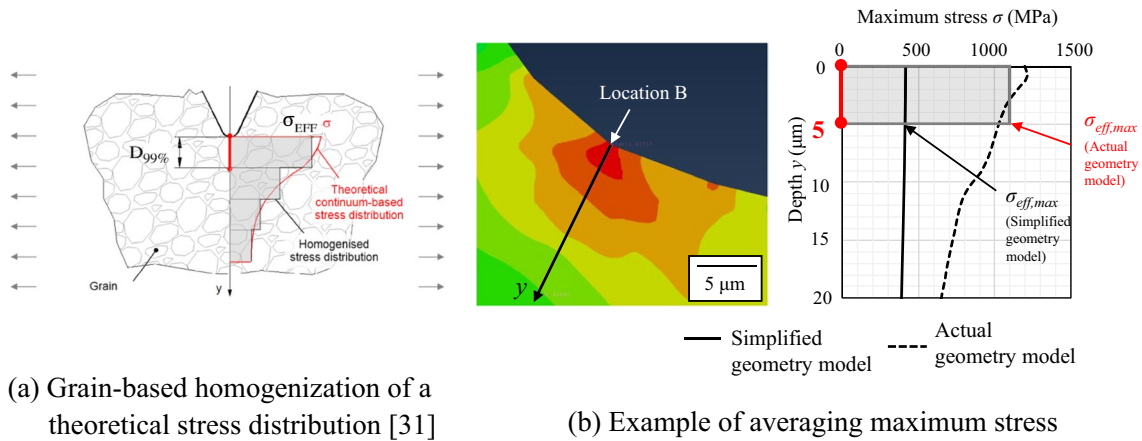 σEFF σ
D99%
Theoretical
continuum-based
stress distribution
Homogenised
stress distribution
Grain
y
(a) Grain-based homogenization of a
theoretical stress distribution [31]
Location B
y
5 μm
Maximum stress σ (MPa)
0 500 1000 1500
0
5
10
15
20
Depth y (μm)
σeff,max
(Actual
geometry
model)
σeff,max
(Simplified
geometry
model)
Simplified
geometry model
Actual
geometry model
(b) Example of averaging maximum stress